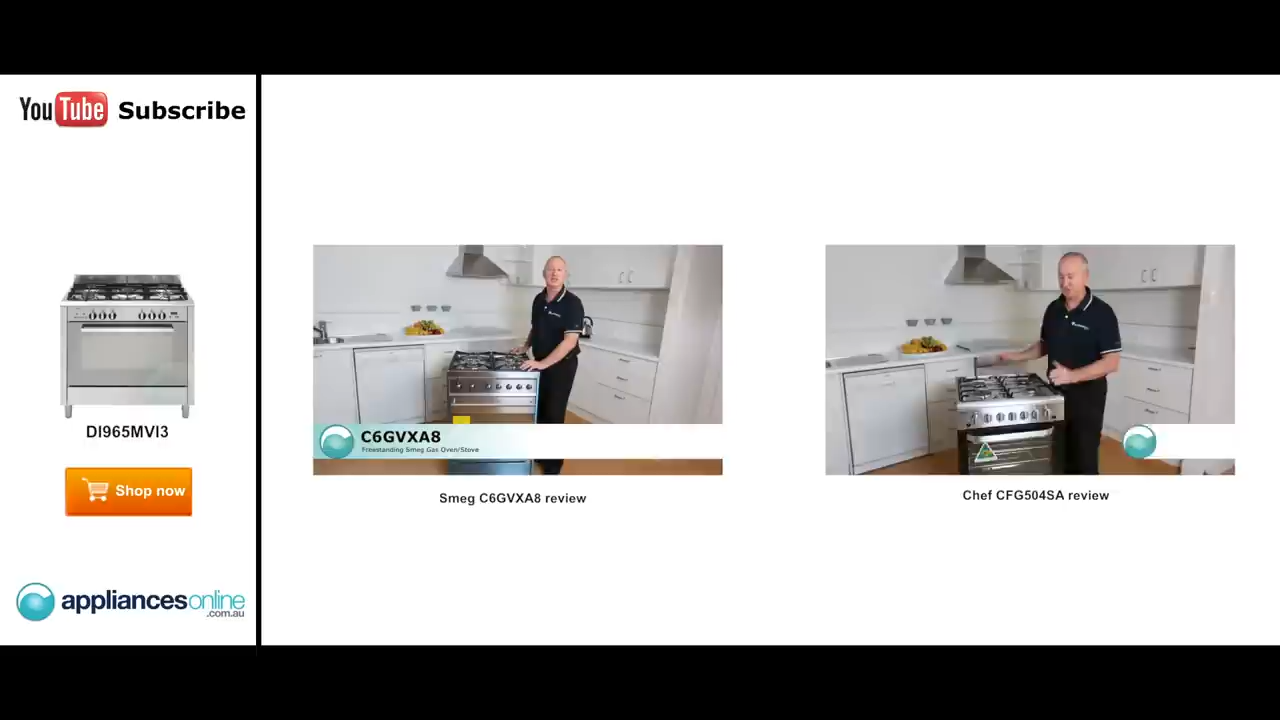 YouTube Subscribe
DI965MVI3
Shop now
appliancesonline
.com.au
C6GVXA8
Freestanding Smeg Gas Oven/Stove
Smeg C6GVXA8 review
Chef CFG504SA review